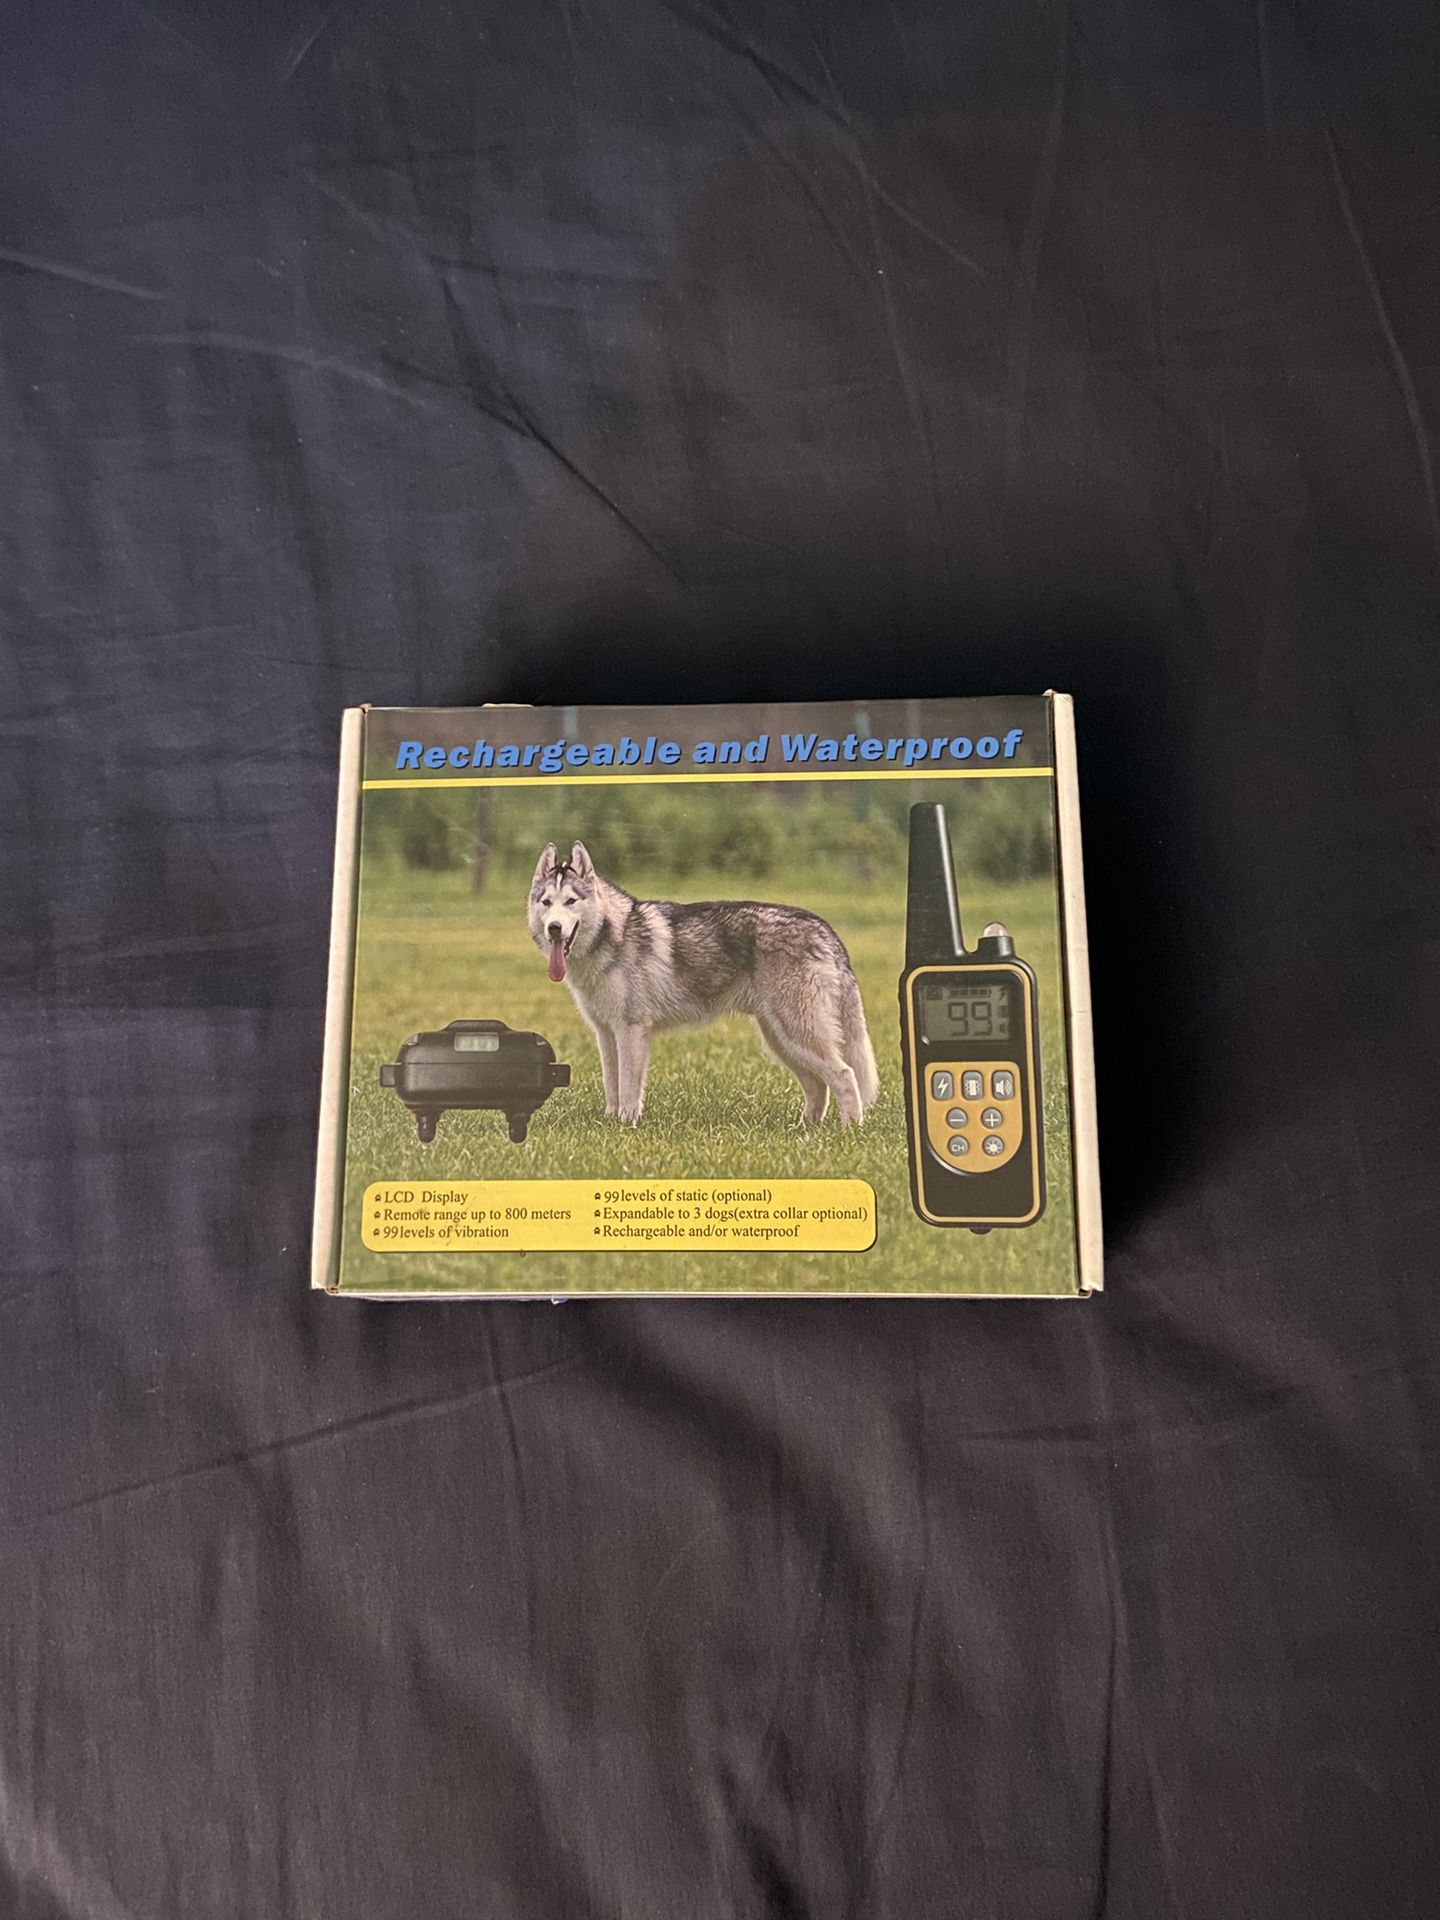 Rechargeable and Waterproof
99
CH
LCD Display
Remote range up to 800 meters
99levels of vibration
99levels of static (optional)
Expandable to 3 dogs(extra collar optional)
Rechargeable and/or waterproof